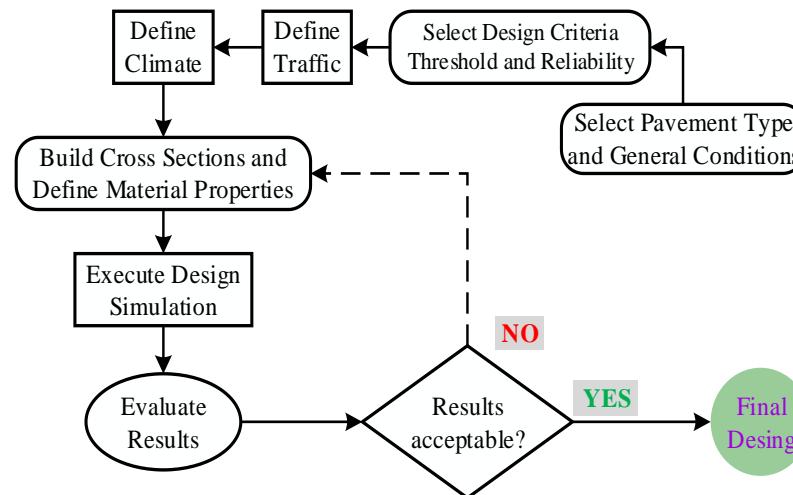 Define
Climate
Define
Traffic
Select Design Criteria
Threshold and Reliability
Select Pavement Type
and General Conditions
Build Cross Sections and
Define Material Properties
Execute Design
Simulation
Evaluate
Results
Results
acceptable?
NO
YES
Final
Desing